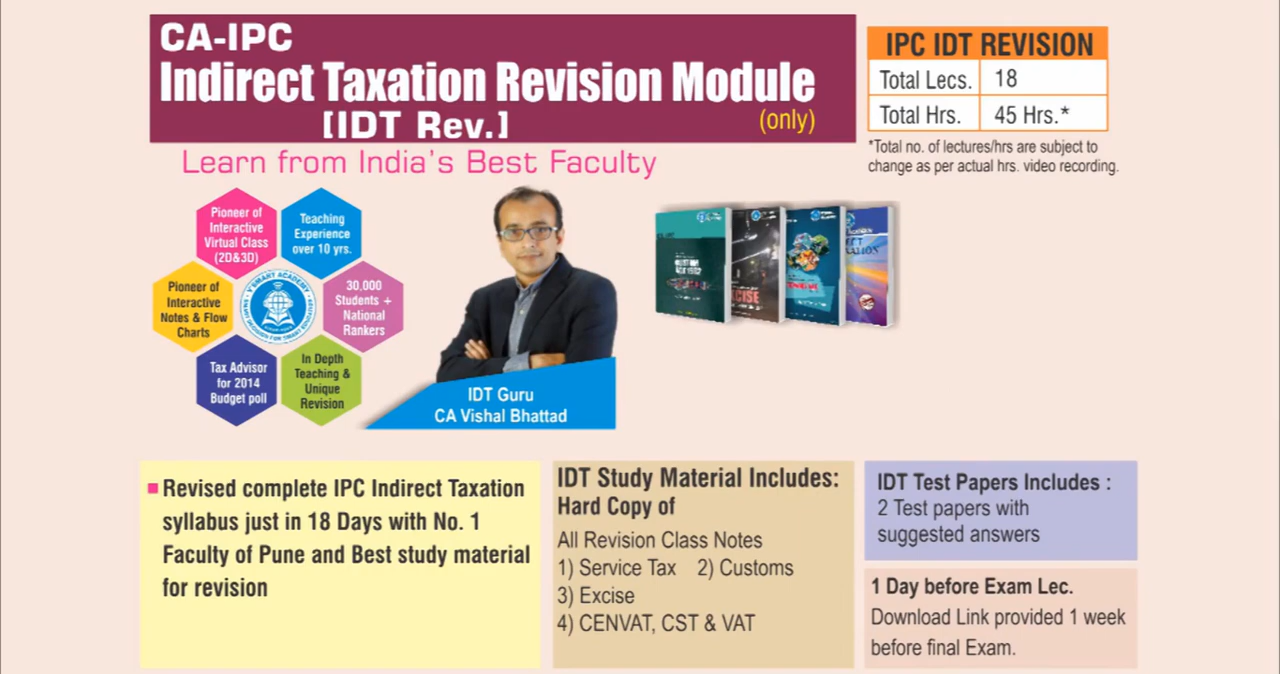 CA-IPC
Indirect Taxation Revision Module
[IDT Rev.]
(only)
Learn from India's Best Faculty
IPC IDT REVISION
Total Lecs. 18
Total Hrs. 45 Hrs.*
*Total no. of lectures/hrs are subject to
change as per actual hrs. video recording.
Pioneer of
Interactive
Virtual Class
(2D&3D)
Teaching
Experience
over 10 yrs.
Pioneer of
Interactive
Notes & Flow
Charts
V'SMART ACADEMY
30,000
Students +
National
Rankers
Tax Advisor
for 2014
Budget poll
In Depth
Teaching &
Unique
Revision
IDT Guru
CA Vishal Bhattad
Revised complete IPC Indirect Taxation
syllabus just in 18 Days with No. 1
Faculty of Pune and Best study material
for revision
IDT Study Material Includes:
Hard Copy of
All Revision Class Notes
1) Service Tax 2) Customs
3) Excise
4) CENVAT, CST & VAT
IDT Test Papers Includes :
2 Test papers with
suggested answers
1 Day before Exam Lec.
Download Link provided 1 week
before final Exam.